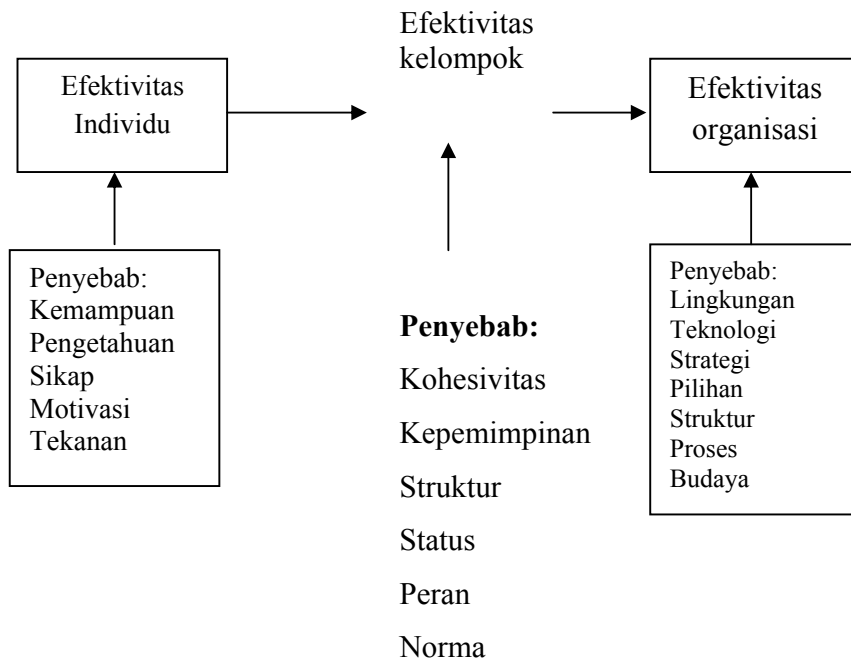 Efektivitas
Individu
Efektivitas
kelompok
Efektivitas
organisasi
Penyebab:
Kemampuan
Pengetahuan
Sikap
Motivasi
Tekanan
Penyebab:
Kohesivitas
Kepemimpinan
Struktur
Status
Peran
Norma
Penyebab:
Lingkungan
Teknologi
Strategi
Pilihan
Struktur
Proses
Budaya